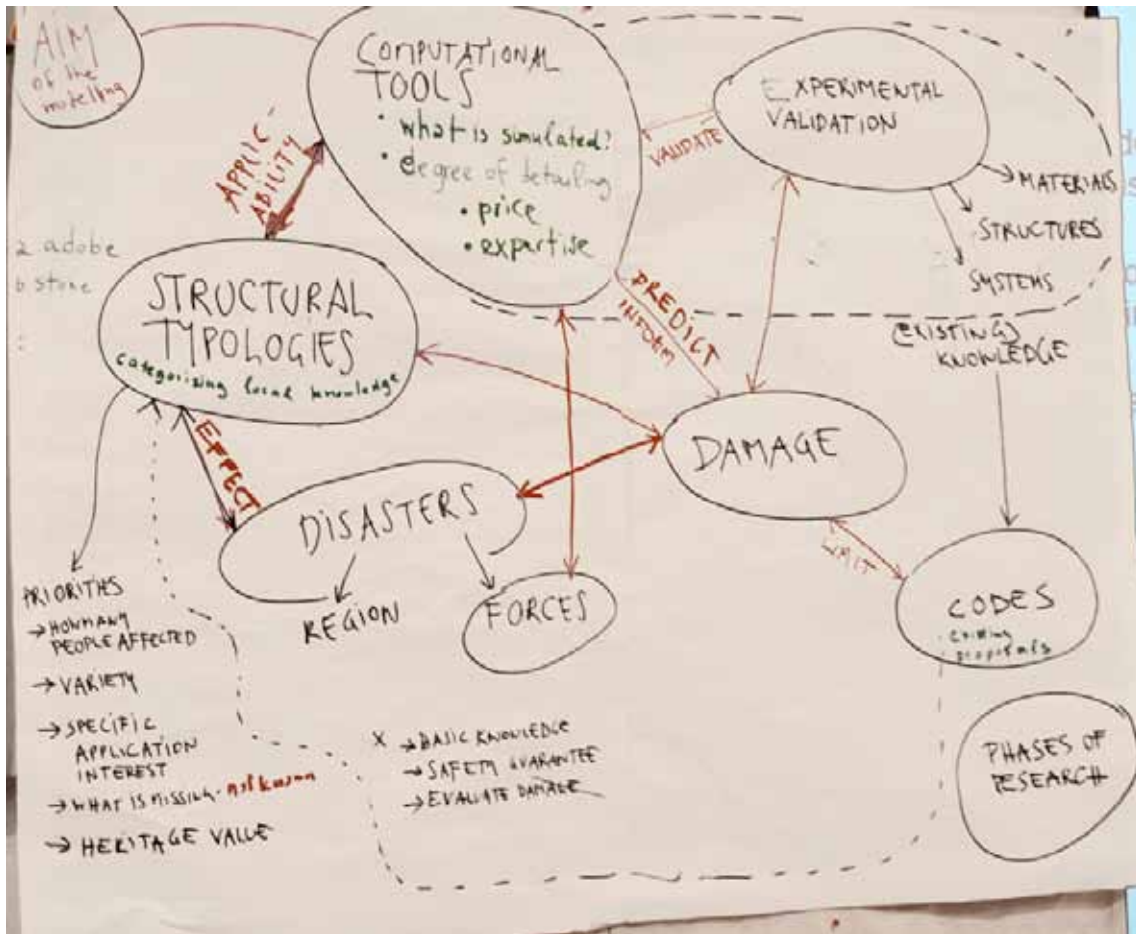 AIM
of the
modelling
COMPUTATIONAL
TOOLS
• what is simulated?
• degree of detailing
• price
• expertise
EXPERIMENTAL
VALIDATION
VALIDATE
→ MATERIALS
STRUCTURES
SYSTEMS
APPLIC-
ABILITY
a adobe
b stone
:
STRUCTURAL
TYPOLOGIES
categorizing local knowledge
PREDICT
INFORM
(EXISTING)
KNOWLEDGE
DAMAGE
EFFECT
DISASTERS
REGION
FORCES
LIMIT
CODES
• existing
• proposals
PRIORITIES
→ HOW MANY
PEOPLE AFFECTED
→ VARIETY
→ SPECIFIC
APPLICATION
INTEREST
→ WHAT IS MISSING - not known
→ HERITAGE VALUE
X → BASIC KNOWLEDGE
→ SAFETY GUARANTEE
→ EVALUATE DAMAGE
PHASES OF
RESEARCH